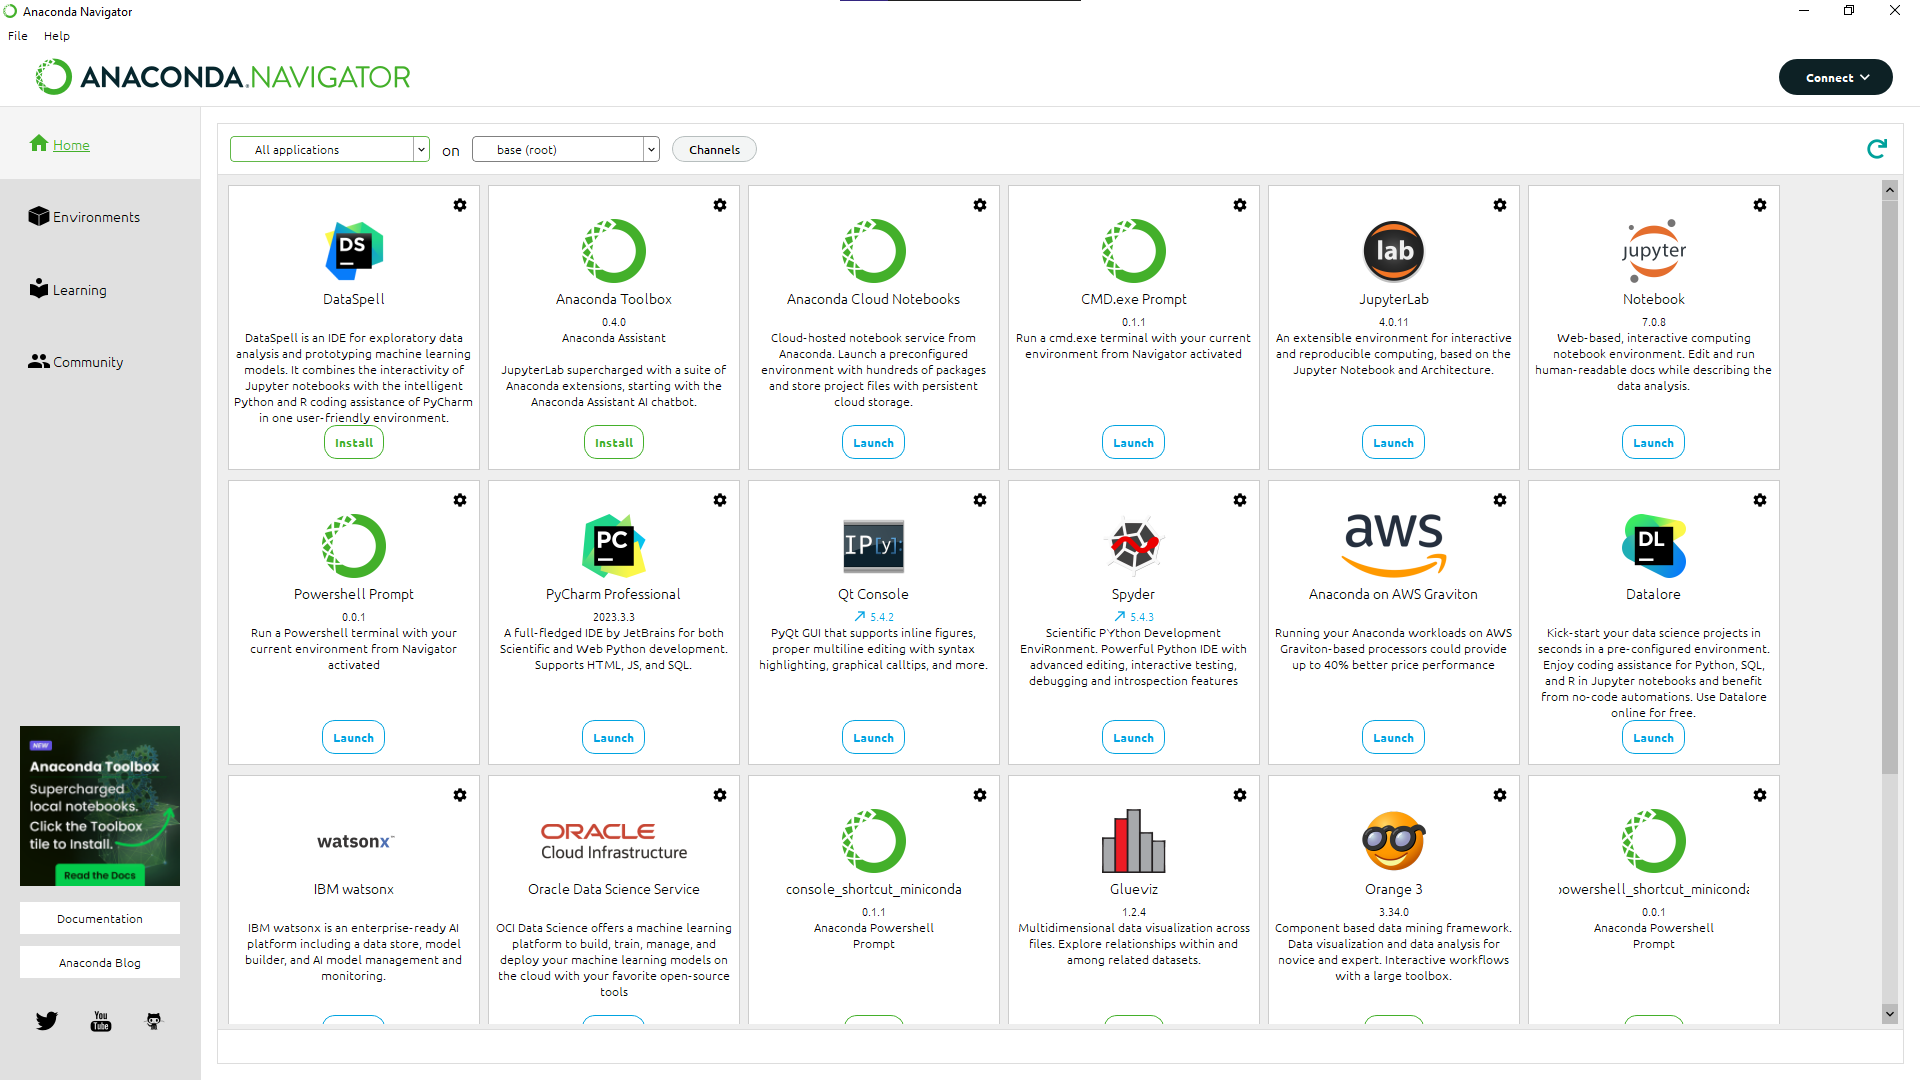 Anaconda Navigator
File Help
ANACONDA.NAVIGATOR
Connect
Home
Environments
Learning
Community
NEW
Anaconda Toolbox
Supercharged
local notebooks.
Click the Toolbox
tile to Install.
Read the Docs
Documentation
Anaconda Blog
You
Tube
All applications on base (root) Channels
DS
DataSpell
DataSpell is an IDE for exploratory data
analysis and prototyping machine learning
models. It combines the interactivity of
Jupyter notebooks with the intelligent
Python and R coding assistance of PyCharm
in one user-friendly environment.
Install
Anaconda Toolbox
0.4.0
Anaconda Assistant
JupyterLab supercharged with a suite of
Anaconda extensions, starting with the
Anaconda Assistant AI chatbot.
Install
Anaconda Cloud Notebooks
Cloud-hosted notebook service from
Anaconda. Launch a preconfigured
environment with hundreds of packages
and store project files with persistent
cloud storage.
Launch
CMD.exe Prompt
0.1.1
Run a cmd.exe terminal with your current
environment from Navigator activated
Launch
lab
JupyterLab
4.0.11
An extensible environment for interactive
and reproducible computing, based on the
Jupyter Notebook and Architecture.
Launch
jupyter
Notebook
7.0.8
Web-based, interactive computing
notebook environment. Edit and run
human-readable docs while describing the
data analysis.
Launch
Powershell Prompt
0.0.1
Run a Powershell terminal with your
current environment from Navigator
activated
Launch
PC
PyCharm Professional
2023.3.3
A full-fledged IDE by JetBrains for both
Scientific and Web Python development.
Supports HTML, JS, and SQL.
Launch
IP[y]:
Qt Console
5.4.2
PyQt GUI that supports inline figures,
proper multiline editing with syntax
highlighting, graphical calltips, and more.
Launch
Spyder
5.4.3
Scientific PYthon Development
EnviRonment. Powerful Python IDE with
advanced editing, interactive testing,
debugging and introspection features
Launch
aws
Anaconda on AWS Graviton
Running your Anaconda workloads on AWS
Graviton-based processors could provide
up to 40% better price performance
Launch
DL
Datalore
Kick-start your data science projects in
seconds in a pre-configured environment.
Enjoy coding assistance for Python, SQL,
and R in Jupyter notebooks and benefit
from no-code automations. Use Datalore
online for free.
Launch
watsonx™
IBM watsonx
IBM watsonx is an enterprise-ready AI
platform including a data store, model
builder, and AI model management and
monitoring.
ORACLE
Cloud Infrastructure
Oracle Data Science Service
OCI Data Science offers a machine learning
platform to build, train, manage, and
deploy your machine learning models on
the cloud with your favorite open-source
tools
console_shortcut_miniconda
0.1.1
Anaconda Powershell
Prompt
Glueviz
1.2.4
Multidimensional data visualization across
files. Explore relationships within and
among related datasets.
Orange 3
3.34.0
Component based data mining framework.
Data visualization and data analysis for
novice and expert. Interactive workflows
with a large toolbox.
powershell_shortcut_miniconda
0.0.1
Anaconda Powershell
Prompt